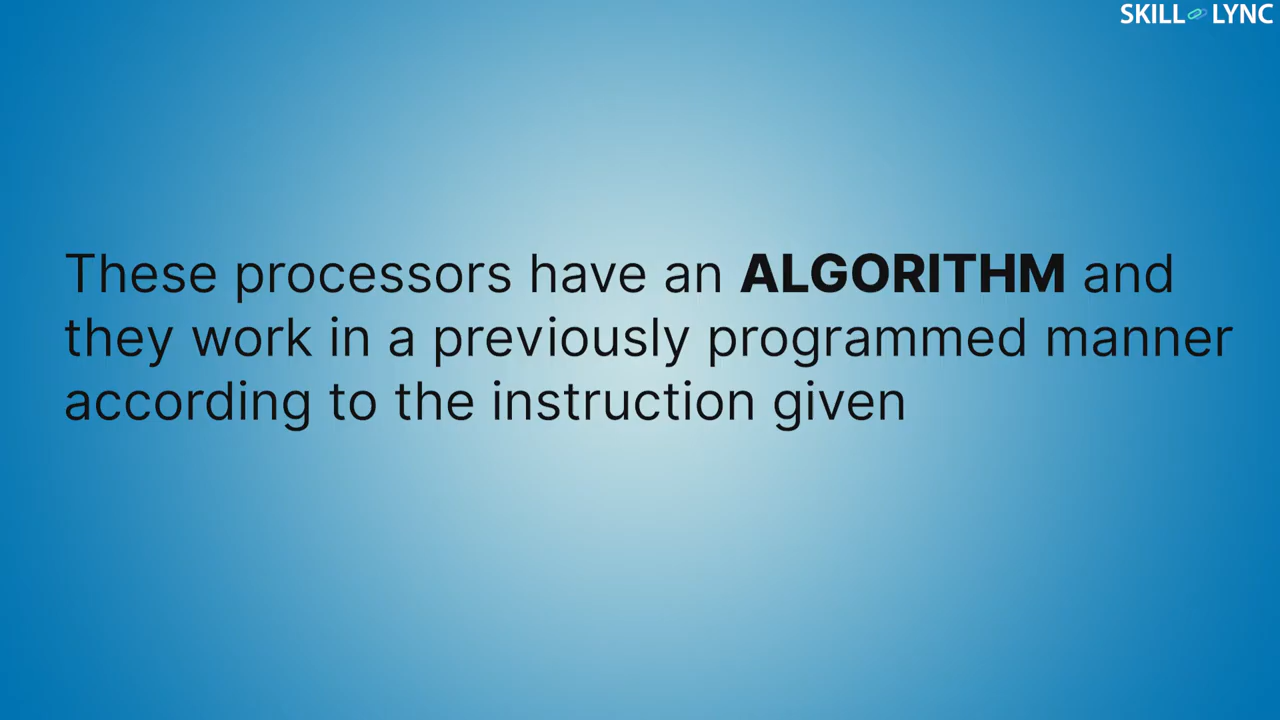 SKILL LYNC
These processors have an ALGORITHM and
they work in a previously programmed manner
according to the instruction given